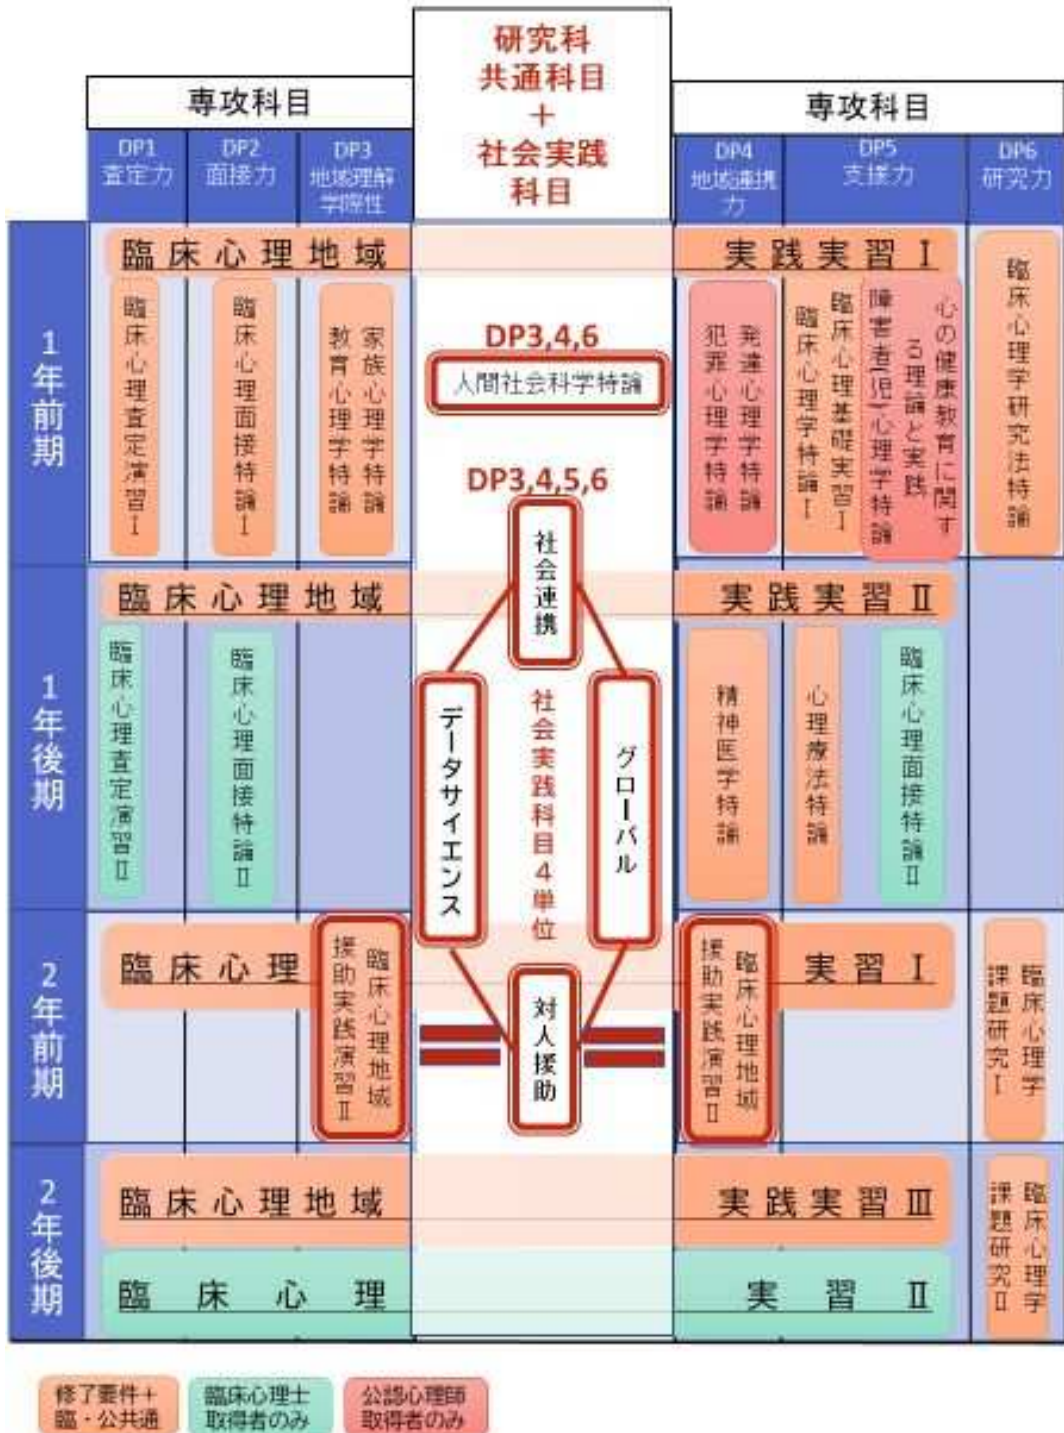 研究科
共通科目
+
社会実践
科目
専攻科目
専攻科目
DP1
査定力
DP2
面接力
DP3
地域理解
学際性
DP4
地域連携
力
DP5
支援力
DP6
研究力
1年前期
臨床心理地域
実践実習Ⅰ
臨床心理査定演習Ⅰ
臨床心理面接特論Ⅰ
家族心理学特論
教育心理学特論
DP3,4,6
人間社会科学特論
発達心理学特論
犯罪心理学特論
臨床心理基礎実習Ⅰ
臨床心理学特論Ⅰ
心の健康教育に関す
る理論と実践
障害者(児)心理学特論
臨床心理学研究法特論
DP3,4,5,6
社会連携
データサイエンス
社会実践科目4単位
グローバル
対人援助
1年後期
臨床心理地域
実践実習Ⅱ
臨床心理査定演習Ⅱ
臨床心理面接特論Ⅱ
精神医学特論
心理療法特論
臨床心理面接特論Ⅱ
2年前期
臨床心理
実習Ⅰ
臨床心理地域
援助実践演習Ⅱ
臨床心理地域
援助実践演習Ⅱ
臨床心理学
課題研究Ⅰ
2年後期
臨床心理地域
実践実習Ⅲ
臨床心理
実習Ⅱ
臨床心理学
課題研究Ⅱ
修了要件+
臨・公共通
臨床心理士
取得者のみ
公認心理師
取得者のみ